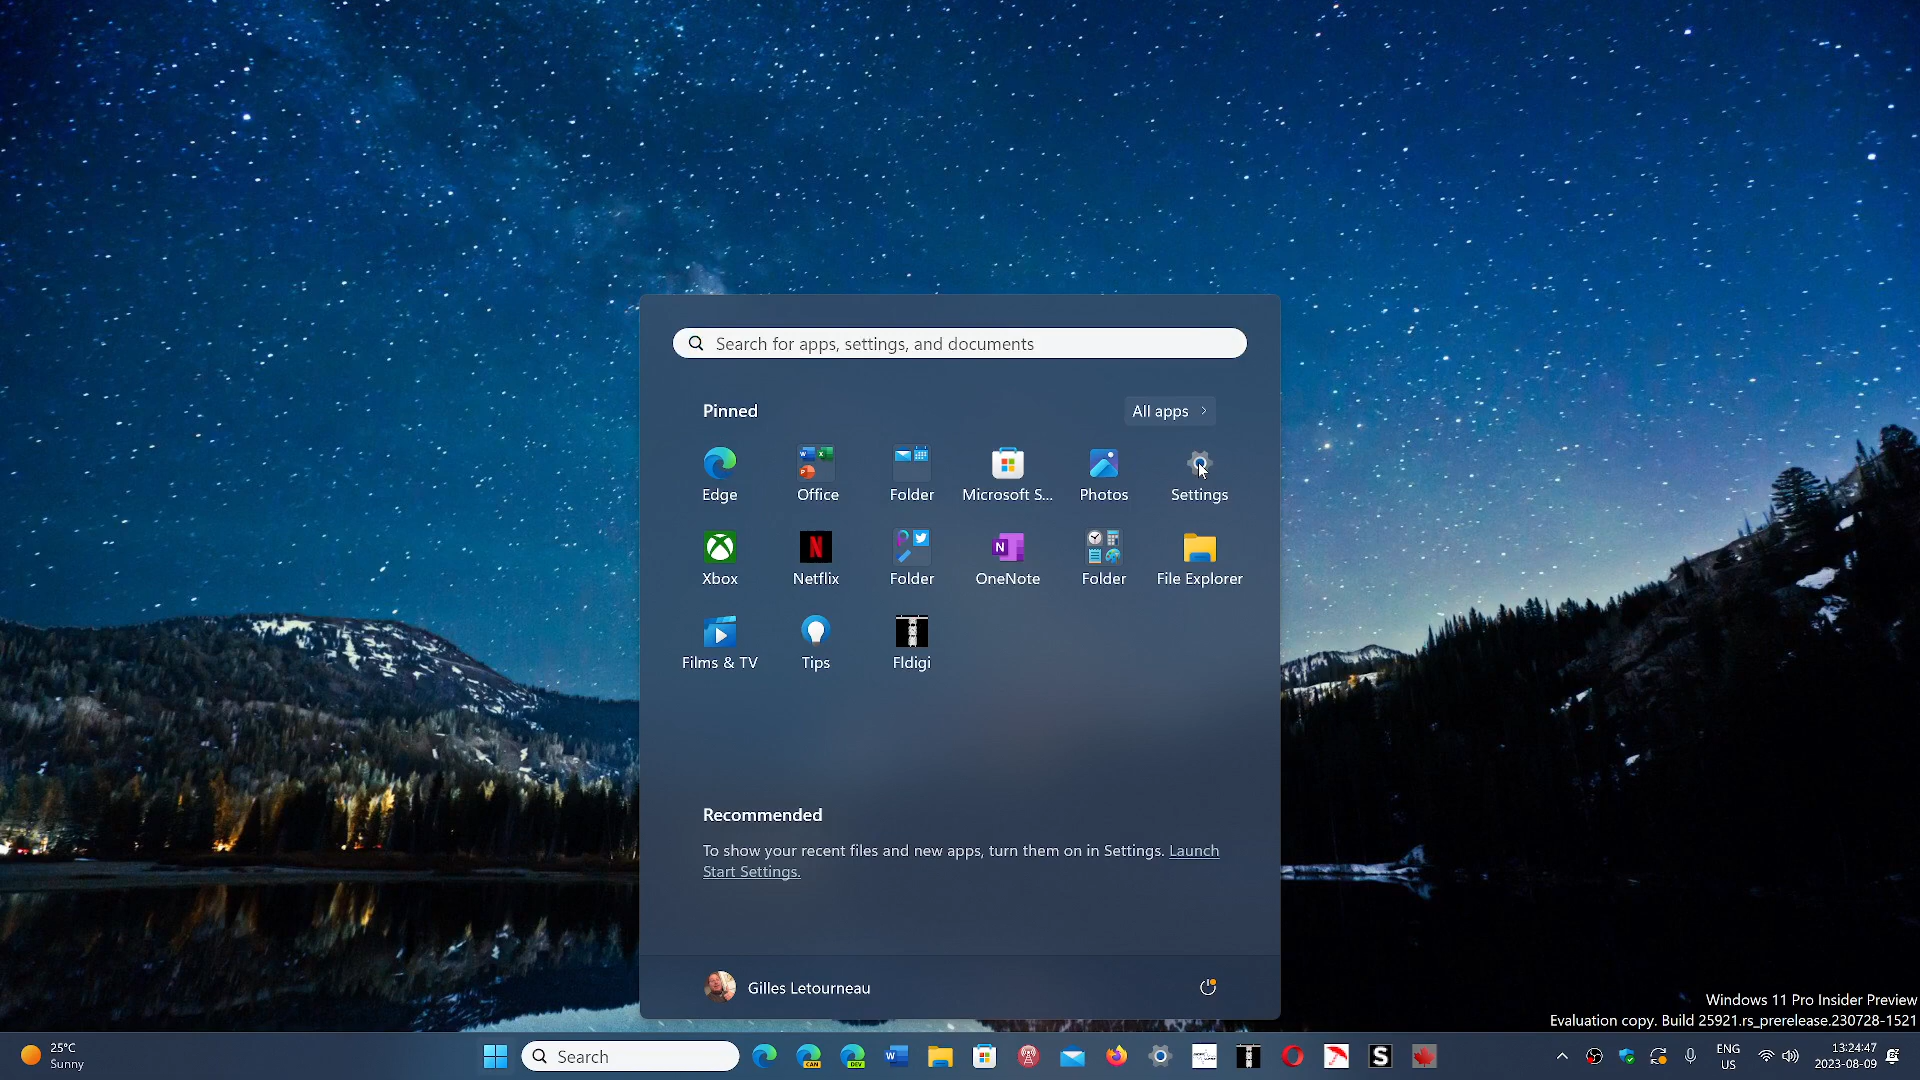 Search for apps, settings, and documents
Pinned
All apps
Edge
Office
Folder
Microsoft S...
Photos
Settings
Xbox
Netflix
Folder
OneNote
Folder
File Explorer
Films & TV
Tips
Fldigi
Recommended
To show your recent files and new apps, turn them on in Settings. Launch
Start Settings.
Gilles Letourneau
Windows 11 Pro Insider Preview
Evaluation copy. Build 25921.rs_prerelease.230728-1521
25°C
Sunny
Search
CAN
DEV
ENG
US
13:24:47
2023-08-09